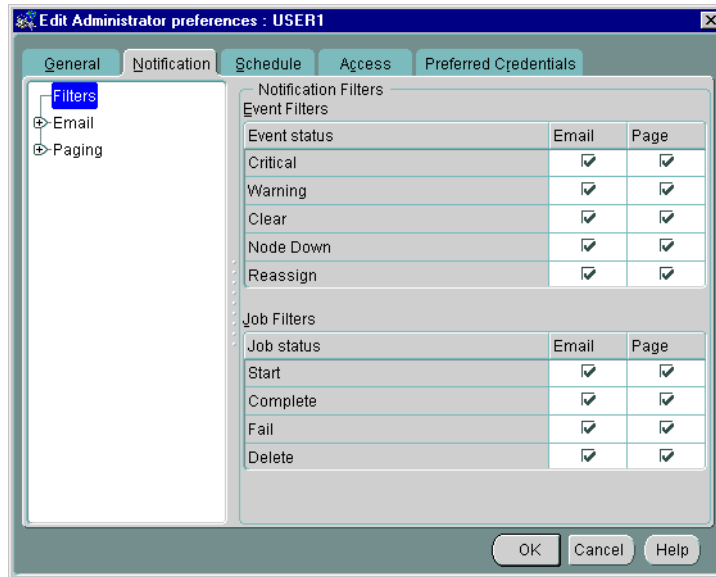 Edit Administrator preferences : USER1
General Notification Schedule Access Preferred Credentials
Filters
Email
Paging
Notification Filters
Event Filters
Event status Email Page
Critical
Warning
Clear
Node Down
Reassign
Job Filters
Job status Email Page
Start
Complete
Fail
Delete
OK Cancel Help